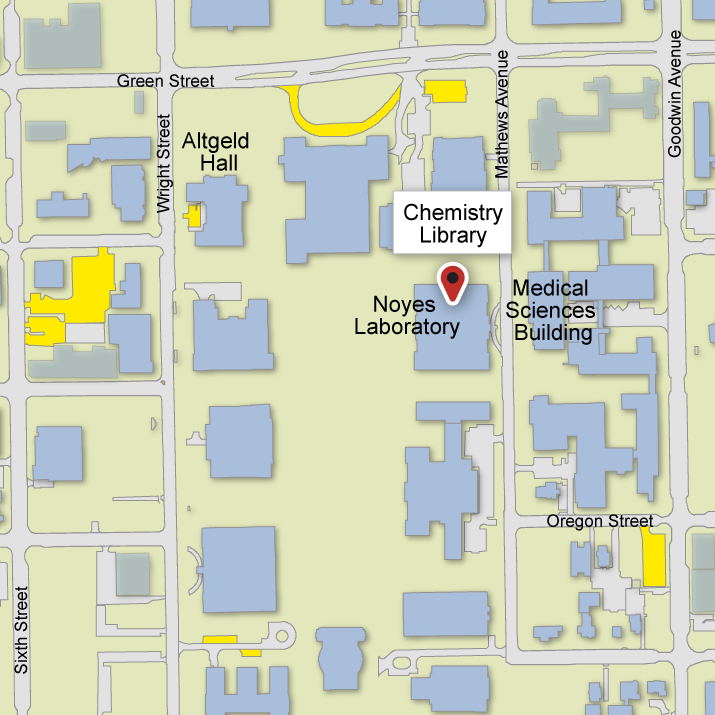 Green Street
Mathews Avenue
Goodwin Avenue
Wright Street
Altgeld
Hall
Chemistry
Library
Noyes
Laboratory
Medical
Sciences
Building
Oregon Street
Sixth Street